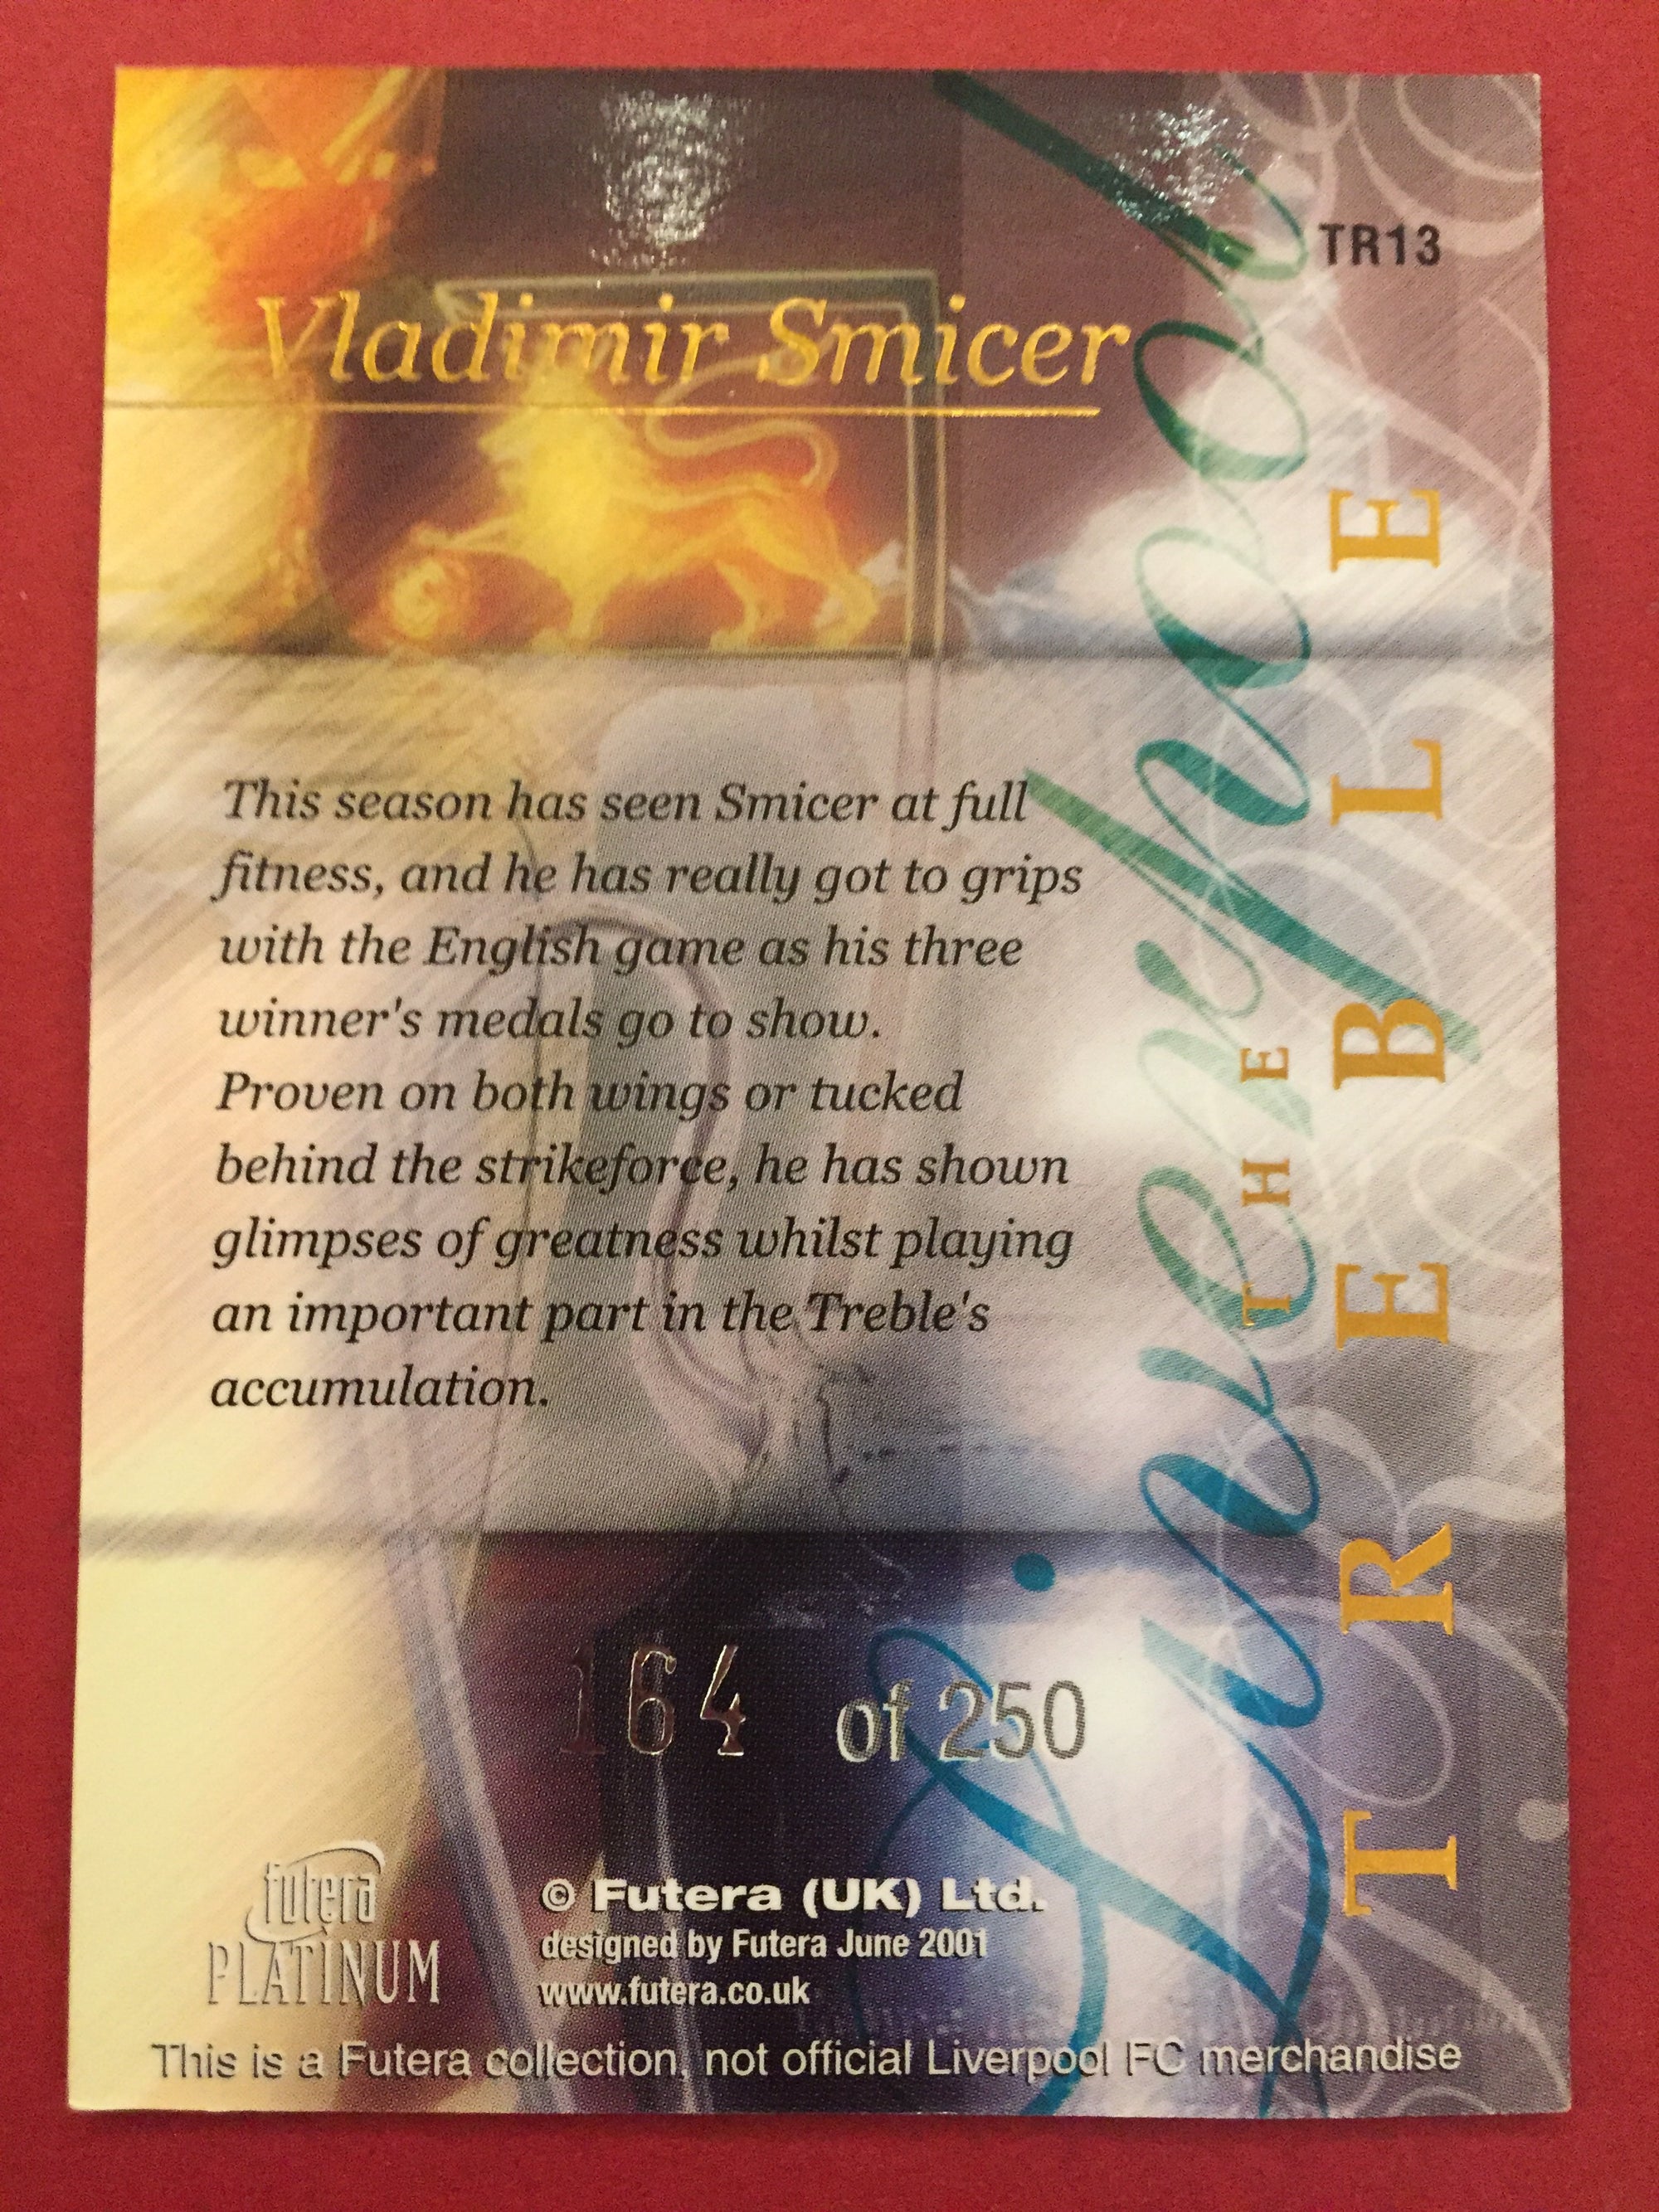 TR13
Vladimir Smicer
This season has seen Smicer at full
fitness, and he has really got to grips
with the English game as his three
winner's medals go to show.
Proven on both wings or tucked
behind the strikeforce, he has shown
glimpses of greatness whilst playing
an important part in the Treble's
accumulation.
Liverpool
THE
TREBLE
164 of 250
futera
PLATINUM
© Futera (UK) Ltd.
designed by Futera June 2001
www.futera.co.uk
This is a Futera collection, not official Liverpool FC merchandise